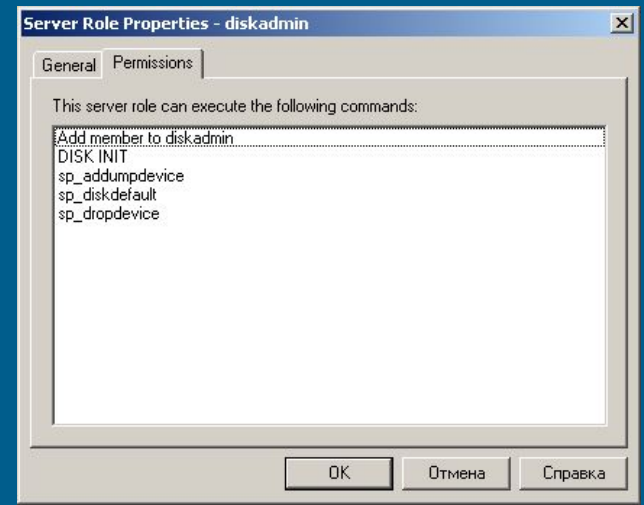 Server Role Properties - diskadmin
General Permissions
This server role can execute the following commands:
Add member to diskadmin
DISK INIT
sp_addumpdevice
sp_diskdefault
sp_dropdevice
OK Отмена Справка